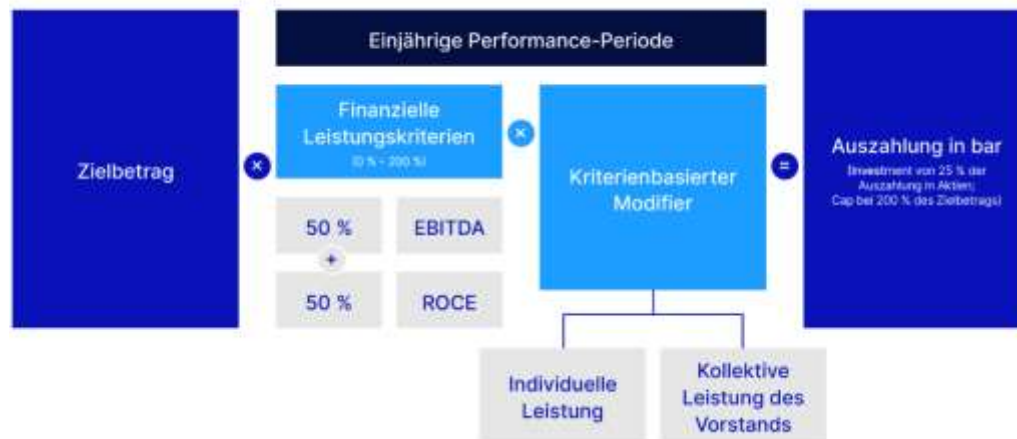 Einjährige Performance-Periode
Zielbetrag
×
Finanzielle
Leistungskriterien
(0 % – 200 %)
×
Kriterienbasierter
Modifier
=
Auszahlung in bar
(Investment von 25 % der
Auszahlung in Aktien;
Cap bei 200 % des Zielbetrags)
50 %
EBITDA
+
50 %
ROCE
Individuelle
Leistung
Kollektive
Leistung des
Vorstands